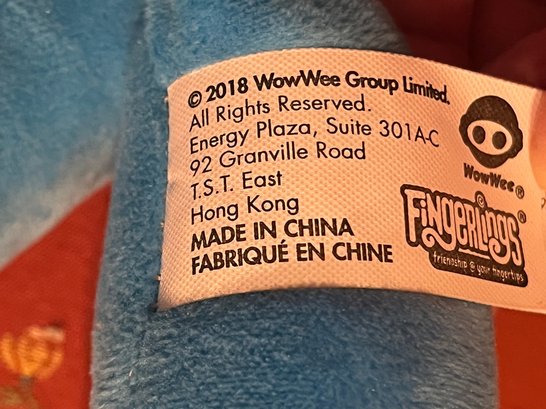 © 2018 WowWee Group Limited.
All Rights Reserved.
Energy Plaza, Suite 301A-C
92 Granville Road
T.S.T. East
Hong Kong
MADE IN CHINA
FABRIQUÉ EN CHINE
WowWee®
FINGERLINGS®
friendship @ your fingertips